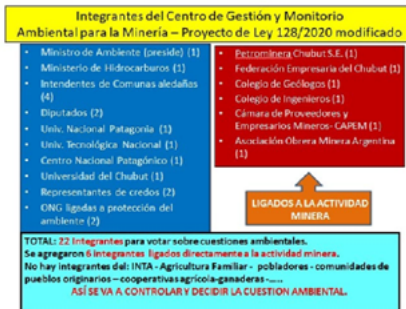 Integrantes del Centro de Gestión y Monitorio
Ambiental para la Minería – Proyecto de Ley 128/2020 modificado
• Ministro de Ambiente (preside) (1)
• Ministerio de Hidrocarburos (1)
• Intendentes de Comunas aledañas
(4)
• Diputados (2)
• Univ. Nacional Patagonia (1)
• Univ. Tecnológica Nacional (1)
• Centro Nacional Patagónico (1)
• Universidad del Chubut (1)
• Representantes de credos (2)
• ONG ligadas a protección del
ambiente (2)
• Petrominera Chubut S.E. (1)
• Federación Empresaria del Chubut (1)
• Colegio de Geólogos (1)
• Colegio de Ingenieros (1)
• Cámara de Proveedores y
Empresarios Mineros- CAPEM (1)
• Asociación Obrera Minera Argentina
(1)
LIGADOS A LA ACTIVIDAD
MINERA
TOTAL: 22 Integrantes para votar sobre cuestiones ambientales.
Se agregaron 6 integrantes ligados directamente a la actividad minera.
No hay integrantes del: INTA - Agricultura Familiar - pobladores - comunidades de
pueblos originarios – cooperativas agrícola-ganaderas -.....
ASÍ SE VA A CONTROLAR Y DECIDIR LA CUESTION AMBIENTAL.